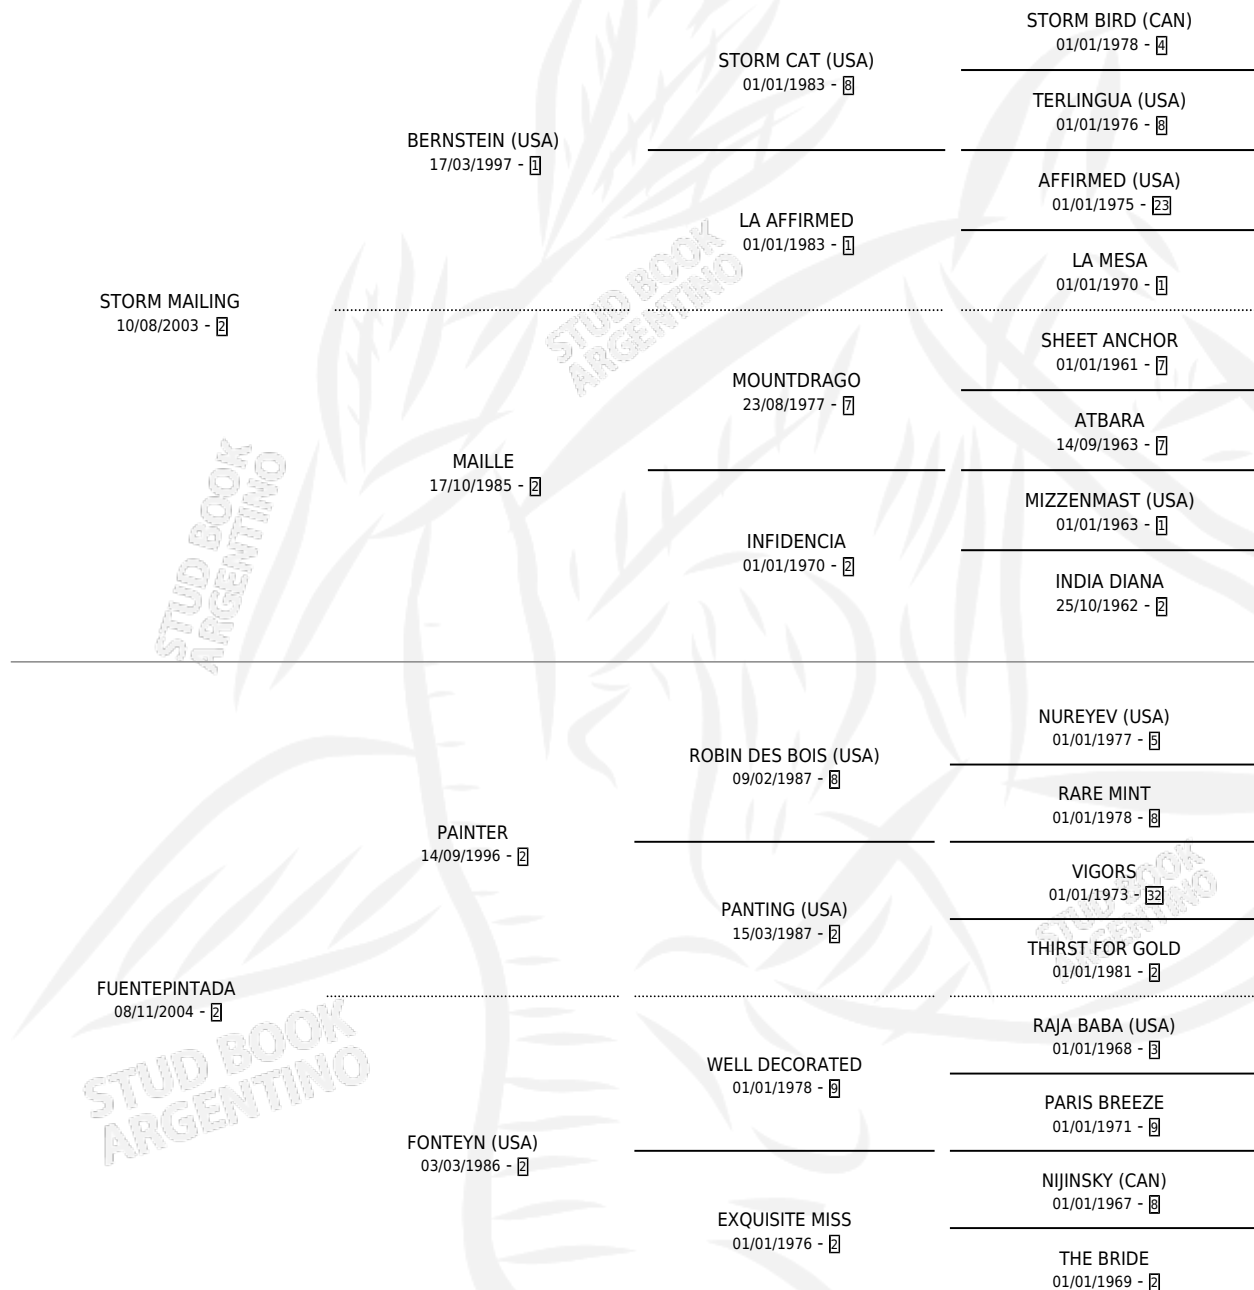 STORM BIRD (CAN)
01/01/1978 - 4
STORM CAT (USA)
01/01/1983 - 8
TERLINGUA (USA)
01/01/1976 - 8
BERNSTEIN (USA)
17/03/1997 - 1
AFFIRMED (USA)
01/01/1975 - 23
LA AFFIRMED
01/01/1983 - 1
LA MESA
01/01/1970 - 1
STORM MAILING
10/08/2003 - 2
STUD BOOK
ARGENTINO
SHEET ANCHOR
01/01/1961 - 7
MOUNTDRAGO
23/08/1977 - 7
ATBARA
14/09/1963 - 7
MAILLE
17/10/1985 - 2
MIZZENMAST (USA)
01/01/1963 - 1
INFIDENCIA
01/01/1970 - 2
INDIA DIANA
25/10/1962 - 2
STUD BOOK
ARGENTINO
NUREYEV (USA)
01/01/1977 - 5
ROBIN DES BOIS (USA)
09/02/1987 - 8
RARE MINT
01/01/1978 - 8
PAINTER
14/09/1996 - 2
VIGORS
01/01/1973 - 32
STUD BOOK
ARGENTINO
PANTING (USA)
15/03/1987 - 2
THIRST FOR GOLD
01/01/1981 - 2
FUENTEPINTADA
08/11/2004 - 2
STUD BOOK
ARGENTINO
RAJA BABA (USA)
01/01/1968 - 3
WELL DECORATED
01/01/1978 - 9
PARIS BREEZE
01/01/1971 - 9
FONTEYN (USA)
03/03/1986 - 2
NIJINSKY (CAN)
01/01/1967 - 8
EXQUISITE MISS
01/01/1976 - 2
THE BRIDE
01/01/1969 - 2